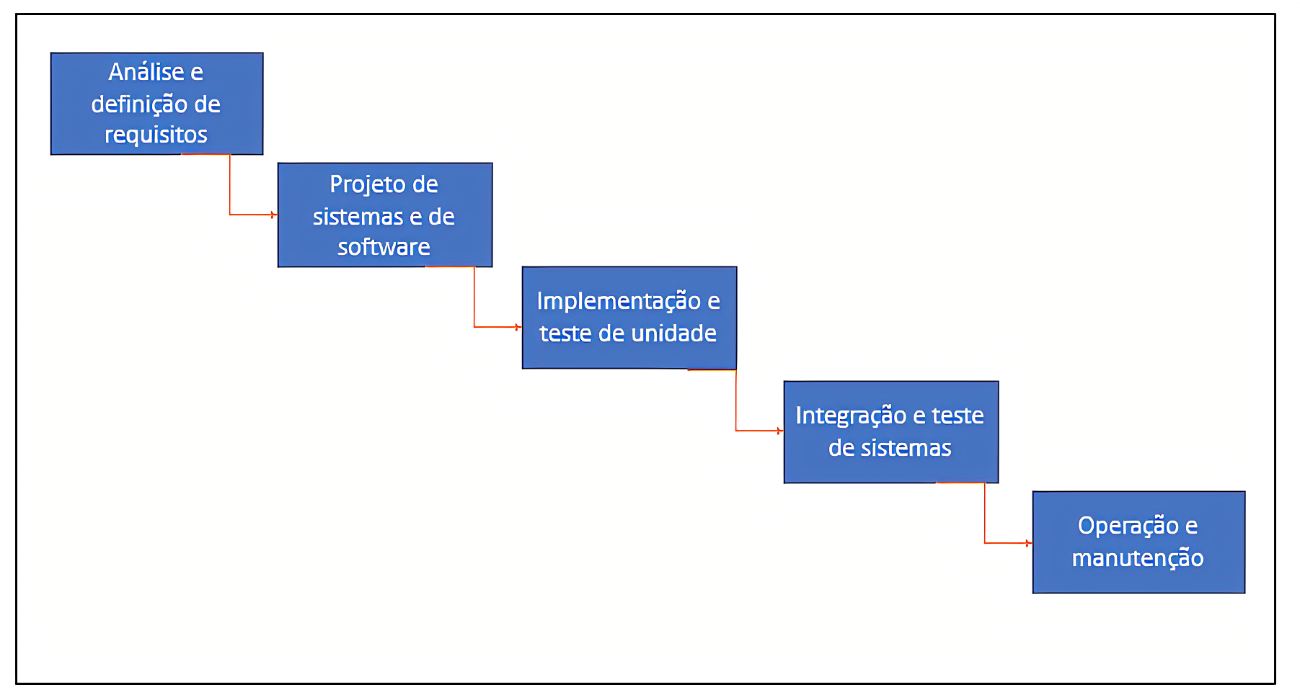 Análise e
definição de
requisitos
Projeto de
sistemas e de
software
Implementação e
teste de unidade
Integração e teste
de sistemas
Operação e
manutenção